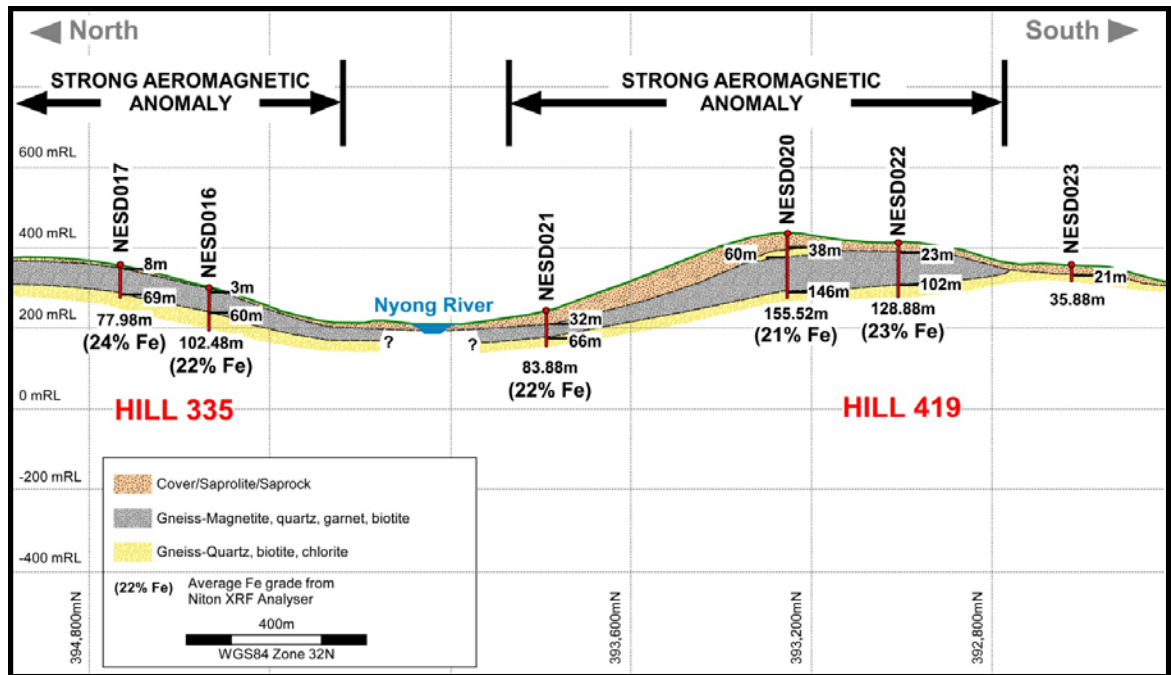 North
South
STRONG AEROMAGNETIC
ANOMALY
STRONG AEROMAGNETIC
ANOMALY
600 mRL
400 mRL
200 mRL
0 mRL
-200 mRL
-400 mRL
NESD017
8m
69m
77.98m
(24% Fe)
NESD016
3m
60m
102.48m
(22% Fe)
Nyong River
?
?
NESD021
32m
66m
83.88m
(22% Fe)
NESD020
60m
38m
146m
155.52m
(21% Fe)
NESD022
23m
102m
128.88m
(23% Fe)
NESD023
21m
35.88m
HILL 335
HILL 419
Cover/Saprolite/Saprock
Gneiss-Magnetite, quartz, garnet, biotite
Gneiss-Quartz, biotite, chlorite
(22% Fe) Average Fe grade from
Niton XRF Analyser
400m
WGS84 Zone 32N
394,800mN
393,600mN
393,200mN
392,800mN